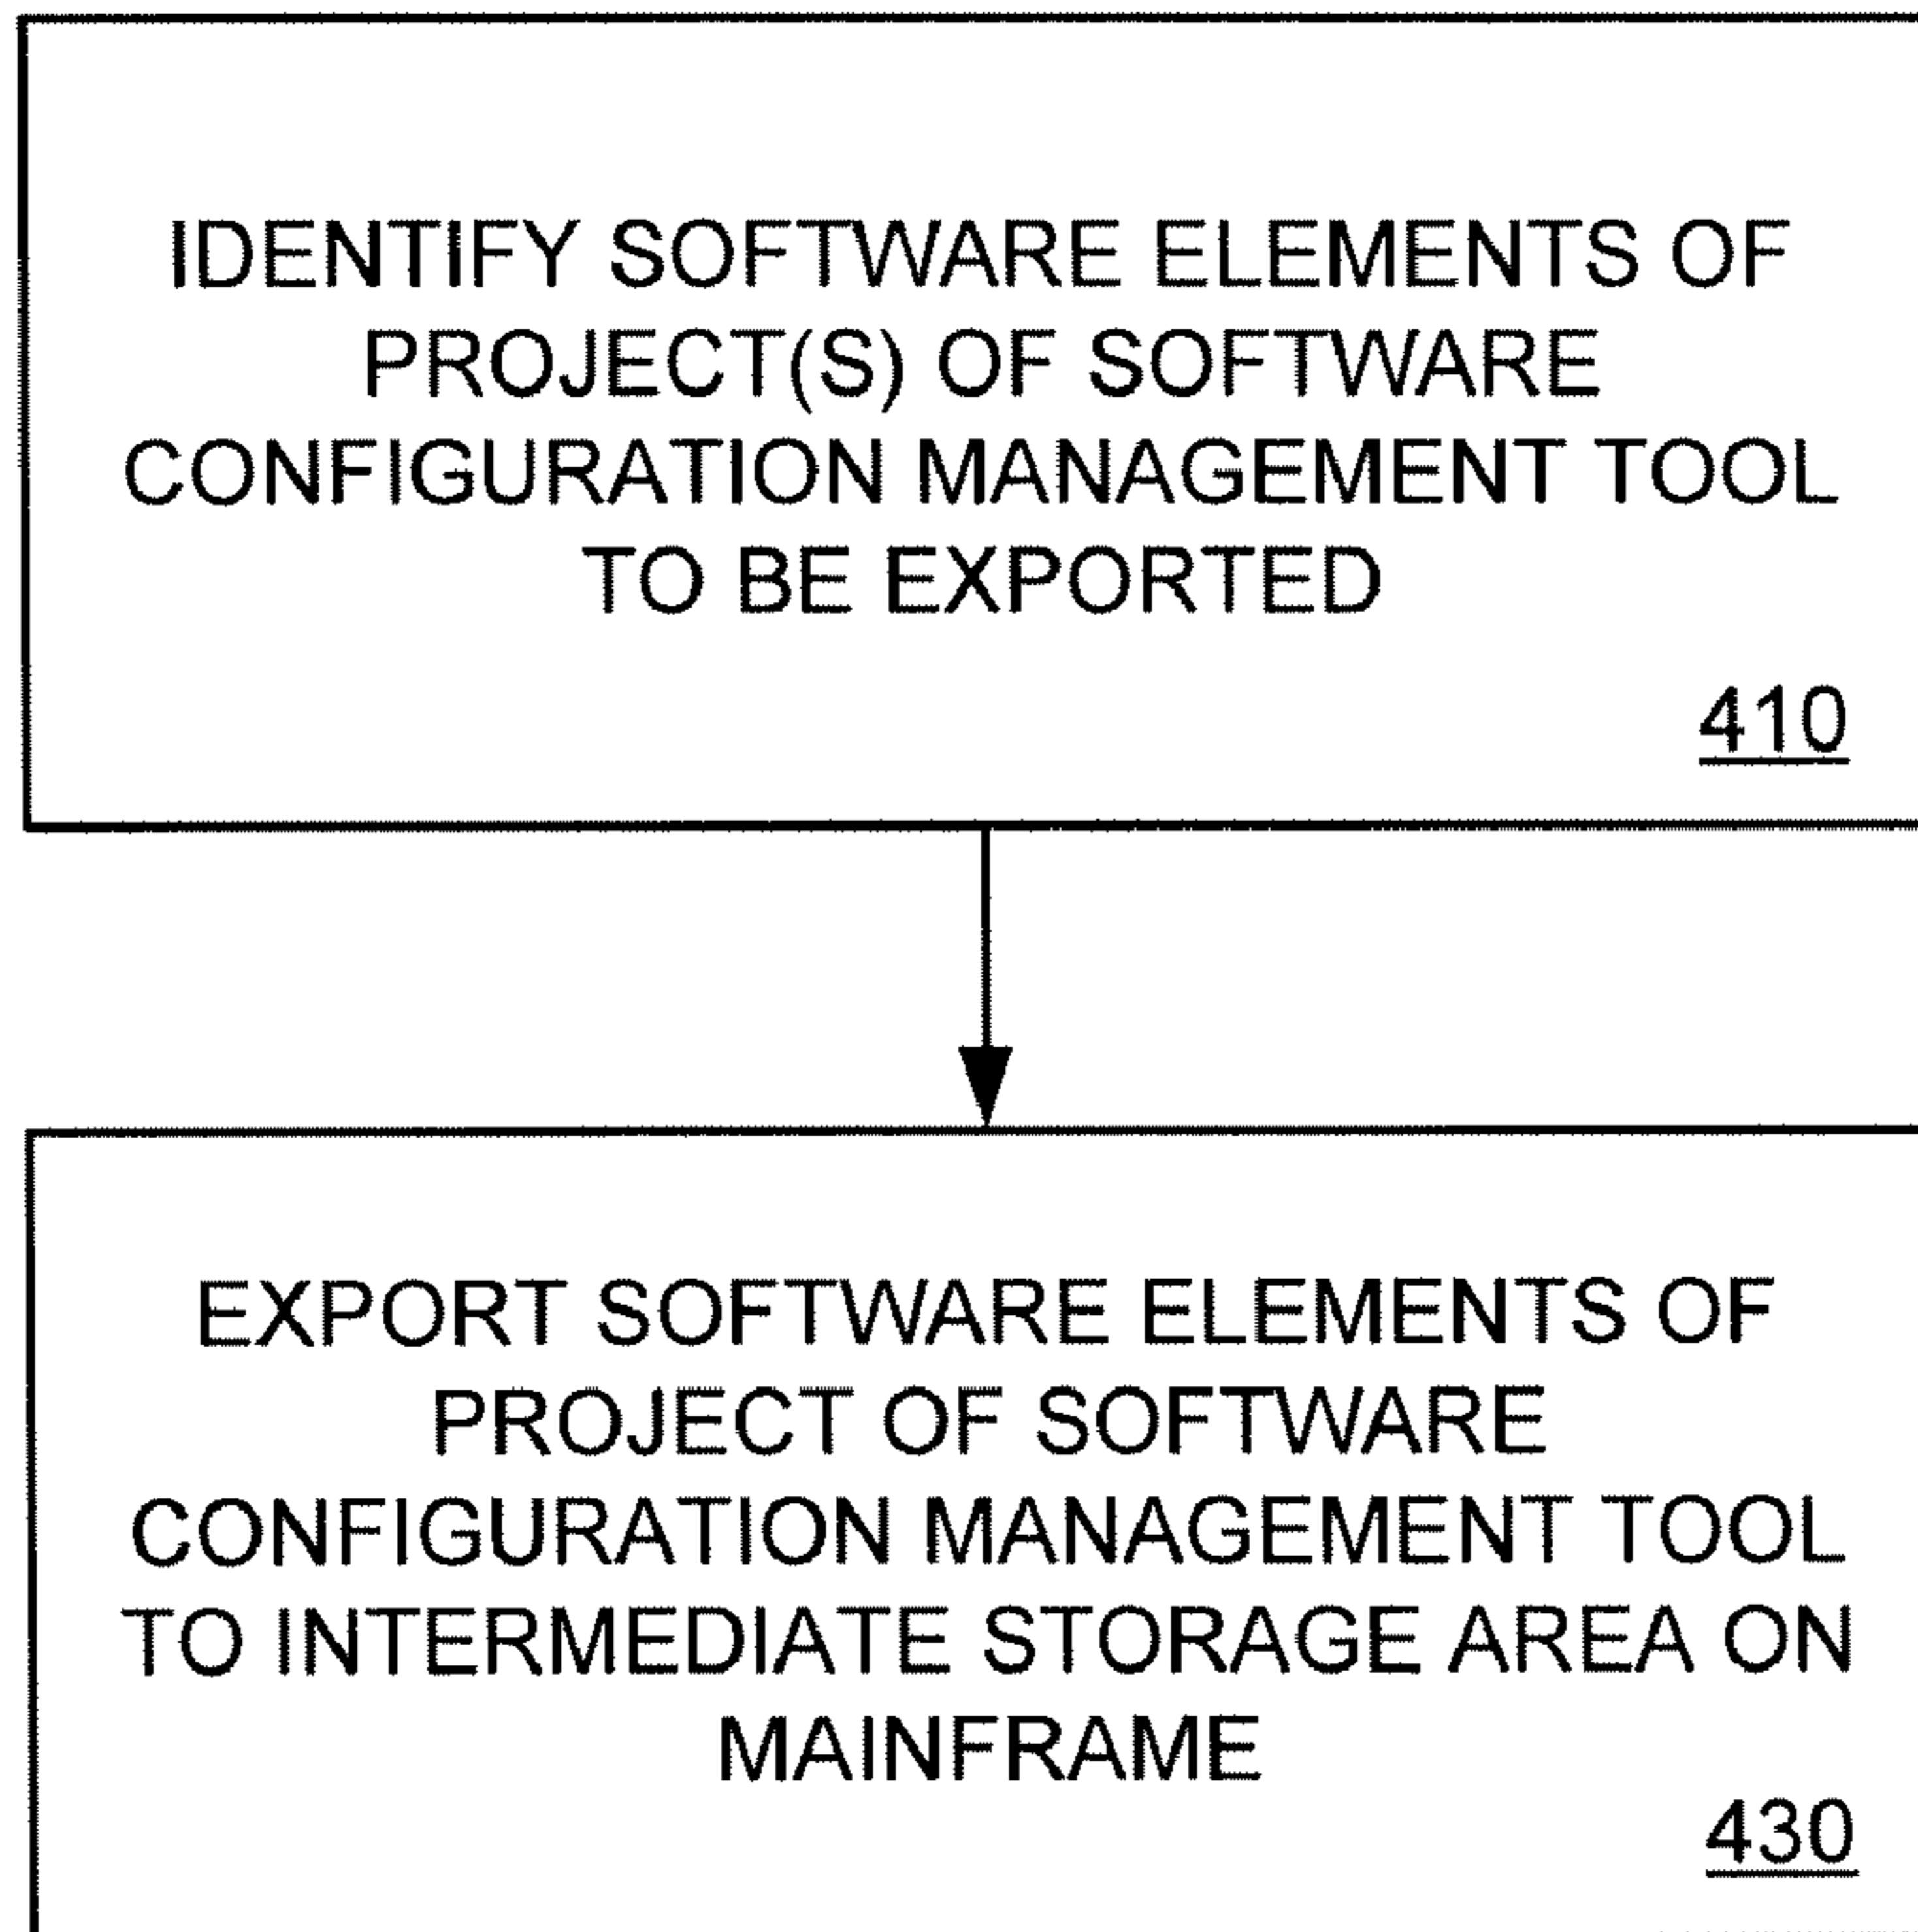 IDENTIFY SOFTWARE ELEMENTS OF
PROJECT(S) OF SOFTWARE
CONFIGURATION MANAGEMENT TOOL
TO BE EXPORTED
410
EXPORT SOFTWARE ELEMENTS OF
PROJECT OF SOFTWARE
CONFIGURATION MANAGEMENT TOOL
TO INTERMEDIATE STORAGE AREA ON
MAINFRAME
430